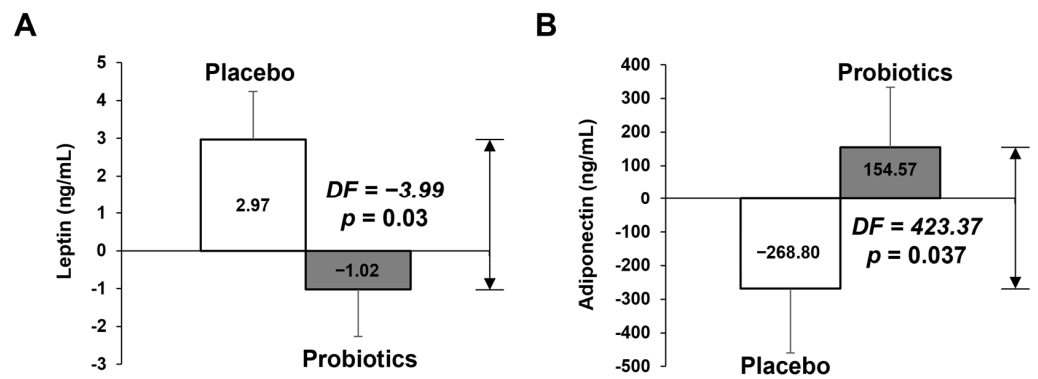 A
Leptin (ng/mL)
5
4
3
2
1
0
-1
-2
-3
Placebo
2.97
DF = −3.99
p = 0.03
−1.02
Probiotics
B
Adiponectin (ng/mL)
400
300
200
100
0
-100
-200
-300
-400
-500
Probiotics
154.57
DF = 423.37
p = 0.037
−268.80
Placebo